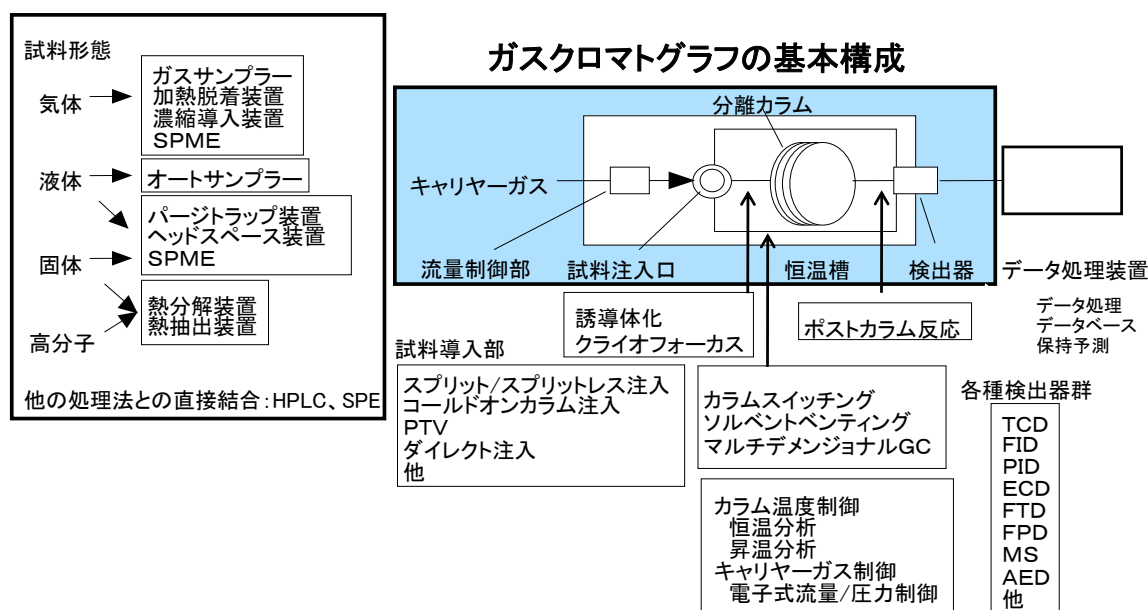 ガスクロマトグラフの基本構成
試料形態
気体
ガスサンプラー
加熱脱着装置
濃縮導入装置
SPME
液体
オートサンプラー
パージトラップ装置
ヘッドスペース装置
SPME
固体
熱分解装置
熱抽出装置
高分子
他の処理法との直接結合:HPLC、SPE
分離カラム
キャリヤーガス
流量制御部
試料注入口
恒温槽
検出器
データ処理装置
データ処理
データベース
保持予測
誘導体化
クライオフォーカス
ポストカラム反応
試料導入部
スプリット/スプリットレス注入
コールドオンカラム注入
PTV
ダイレクト注入
他
カラムスイッチング
ソルベントベンティング
マルチデメンジョナルGC
カラム温度制御
恒温分析
昇温分析
キャリヤーガス制御
電子式流量/圧力制御
各種検出器群
TCD
FID
PID
ECD
FTD
FPD
MS
AED
他